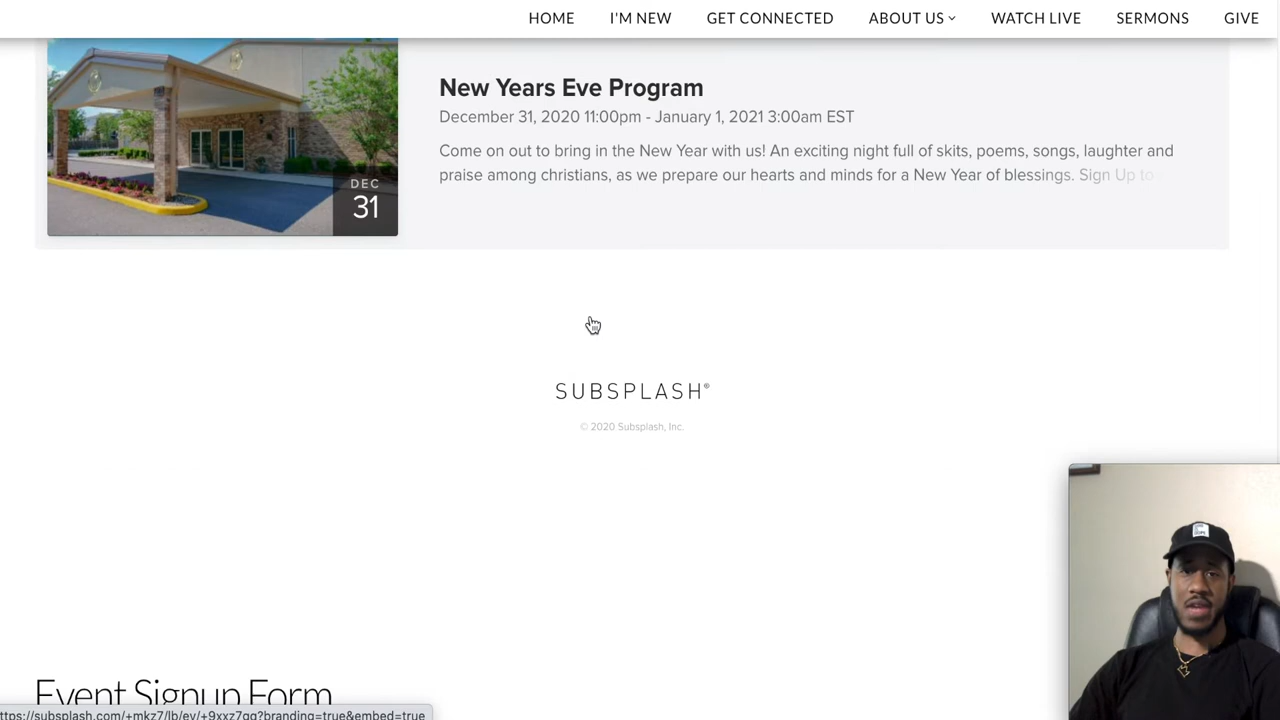 HOME I'M NEW GET CONNECTED ABOUT US WATCH LIVE SERMONS GIVE
New Years Eve Program
December 31, 2020 11:00pm - January 1, 2021 3:00am EST
Come on out to bring in the New Year with us! An exciting night full of skits, poems, songs, laughter and
praise among christians, as we prepare our hearts and minds for a New Year of blessings. Sign Up to
DEC
31
SUBSPLASH®
© 2020 Subsplash, Inc.
Event Signup Form
ttps://subsplash.com/+mkz7/lb/ev/+9xxz7gq?branding=true&embed=true